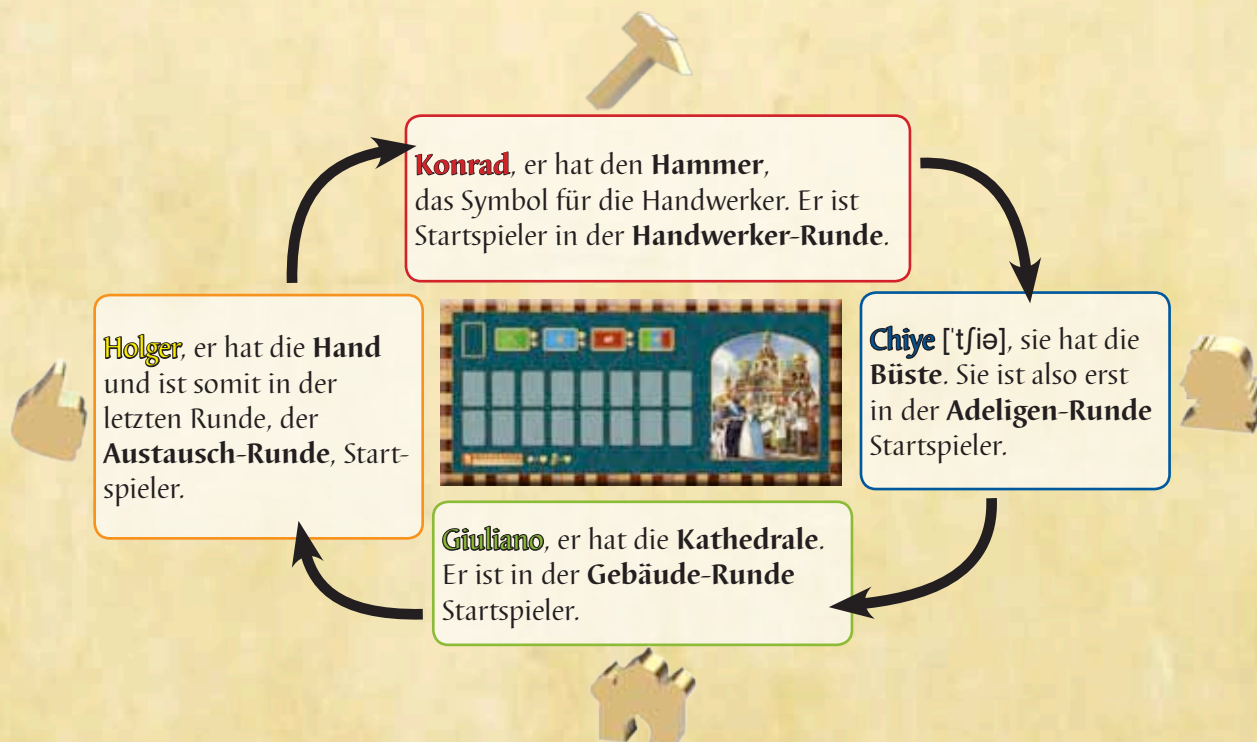 Konrad, er hat den Hammer,
das Symbol für die Handwerker. Er ist
Startspieler in der Handwerker-Runde.
Chiye [ˈtʃiə], sie hat die
Büste. Sie ist also erst
in der Adeligen-Runde
Startspieler.
Giuliano, er hat die Kathedrale.
Er ist in der Gebäude-Runde
Startspieler.
Holger, er hat die Hand
und ist somit in der
letzten Runde, der
Austausch-Runde, Start-
spieler.